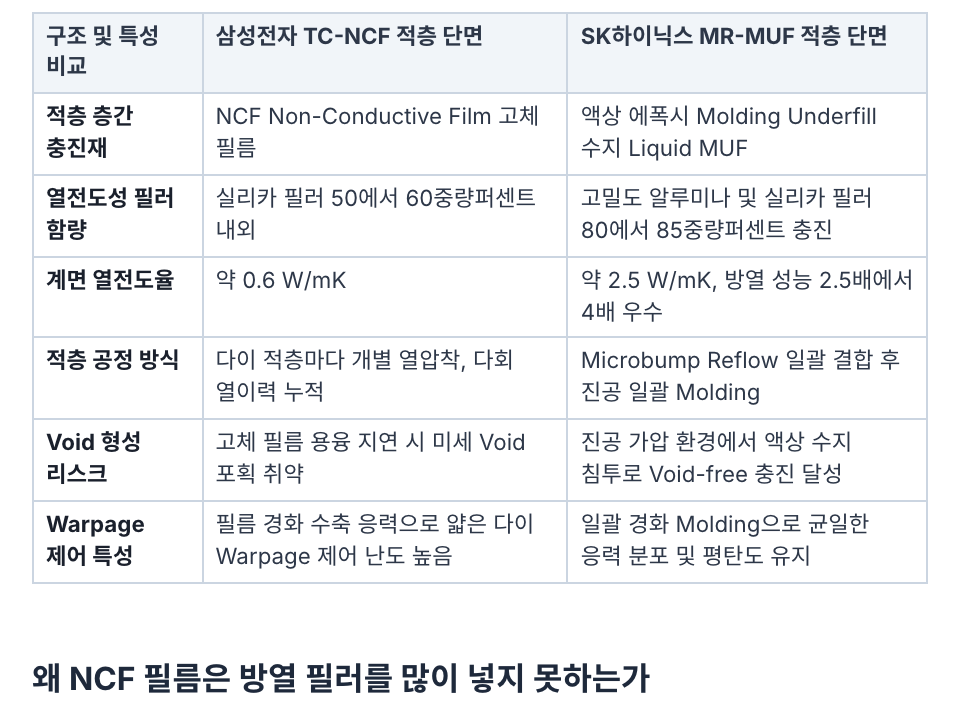 구조 및 특성
비교
삼성전자 TC-NCF 적층 단면
SK하이닉스 MR-MUF 적층 단면
적층 층간
충진재
NCF Non-Conductive Film 고체
필름
액상 에폭시 Molding Underfill
수지 Liquid MUF
열전도성 필러
함량
실리카 필러 50에서 60중량퍼센트
내외
고밀도 알루미나 및 실리카 필러
80에서 85중량퍼센트 충진
계면 열전도율
약 0.6 W/mK
약 2.5 W/mK, 방열 성능 2.5배에서
4배 우수
적층 공정 방식
다이 적층마다 개별 열압착, 다회
열이력 누적
Microbump Reflow 일괄 결합 후
진공 일괄 Molding
Void 형성
리스크
고체 필름 용융 지연 시 미세 Void
포획 취약
진공 가압 환경에서 액상 수지
침투로 Void-free 충진 달성
Warpage
제어 특성
필름 경화 수축 응력으로 얇은 다이
Warpage 제어 난도 높음
일괄 경화 Molding으로 균일한
응력 분포 및 평탄도 유지
왜 NCF 필름은 방열 필러를 많이 넣지 못하는가